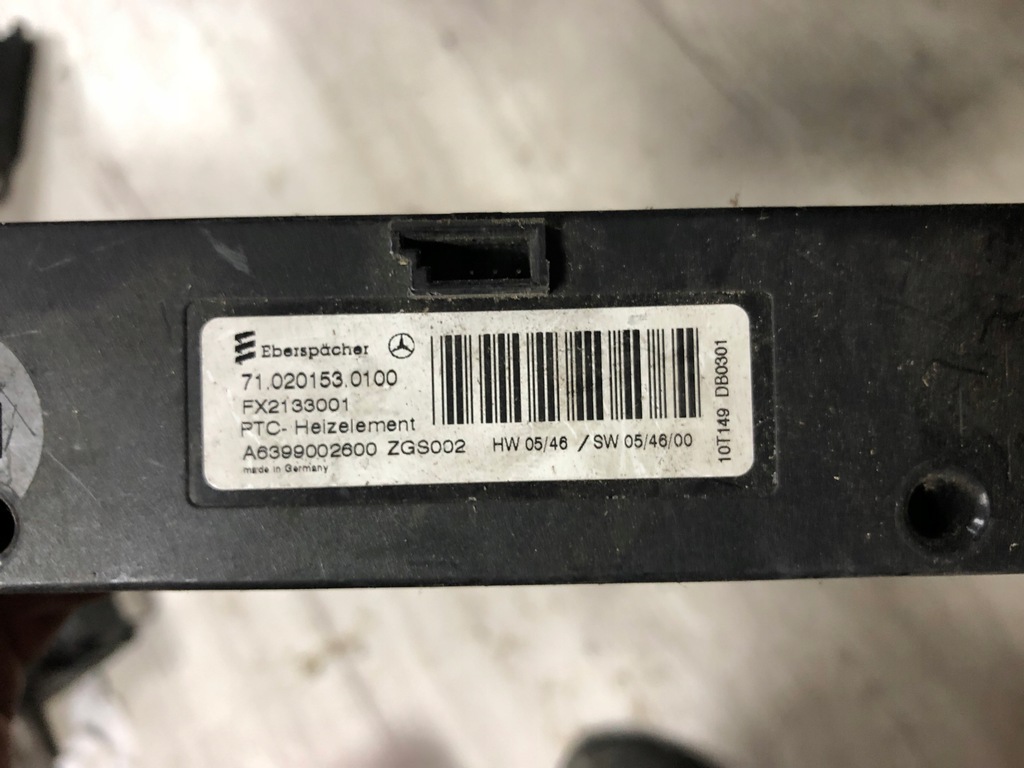 Eberspächer
71.020153.0100
FX2133001
PTC- Heizelement
A6399002600 ZGS002
made in Germany
HW 05/46 / SW 05/46/00
10T149 DB0301